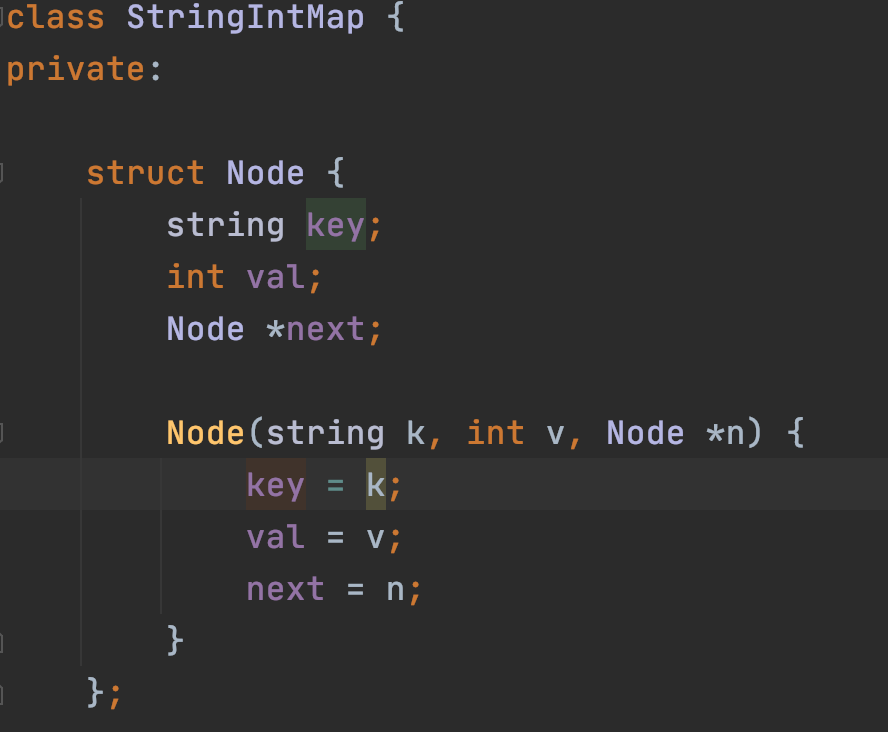 class StringIntMap {
private:
    struct Node {
        string key;
        int val;
        Node *next;
        Node(string k, int v, Node *n) {
            key = k;
            val = v;
            next = n;
        }
    };